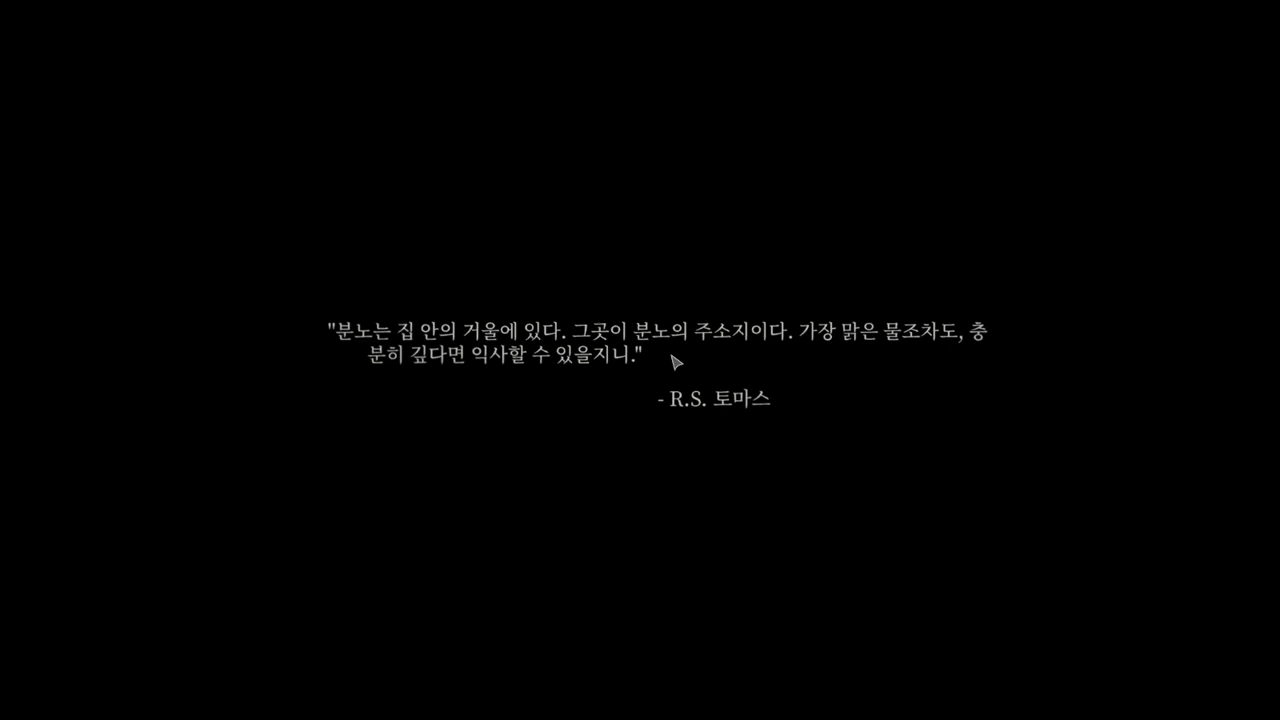 "분노는 집 안의 거울에 있다. 그곳이 분노의 주소지이다. 가장 맑은 물조차도, 충
분히 깊다면 익사할 수 있을지니."
- R.S. 토마스